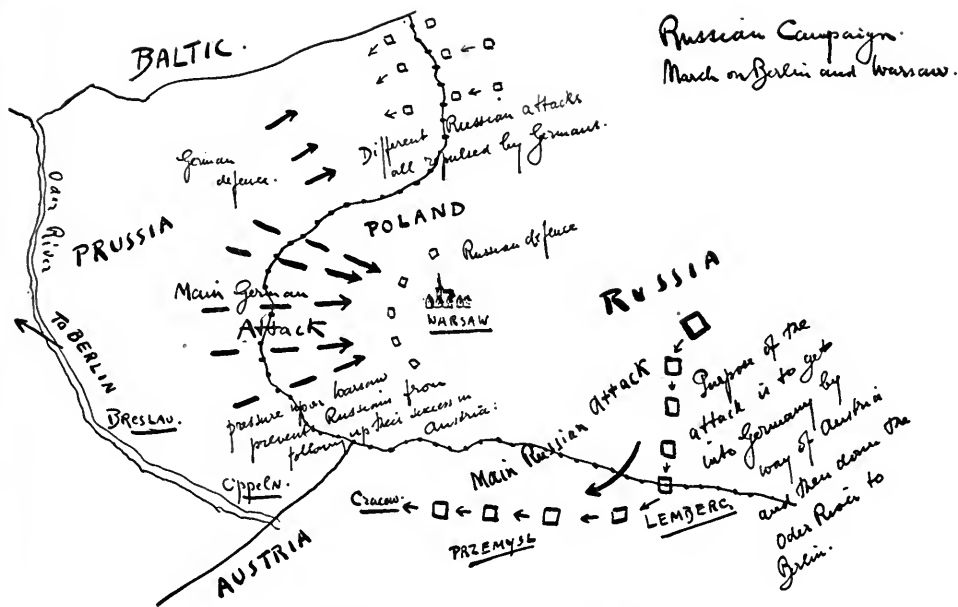 Russian Campaign.
March on Berlin and Warsaw.
BALTIC.
Different Russian attacks
all repulsed by Germans.
German
defence.
Oder River
PRUSSIA
POLAND
Russian defence
Main German
Attack
WARSAW
RUSSIA
To BERLIN
pressure upon Warsaw
prevents Russians from
following up their success in
Austria:
BRESLAU.
Oppeln.
Main Russian Attack
Purpose of the
attack is to get
into Germany by
way of Austria
and then down the
Oder River to
Berlin.
Cracow.
LEMBERG,
PRZEMYSL
AUSTRIA